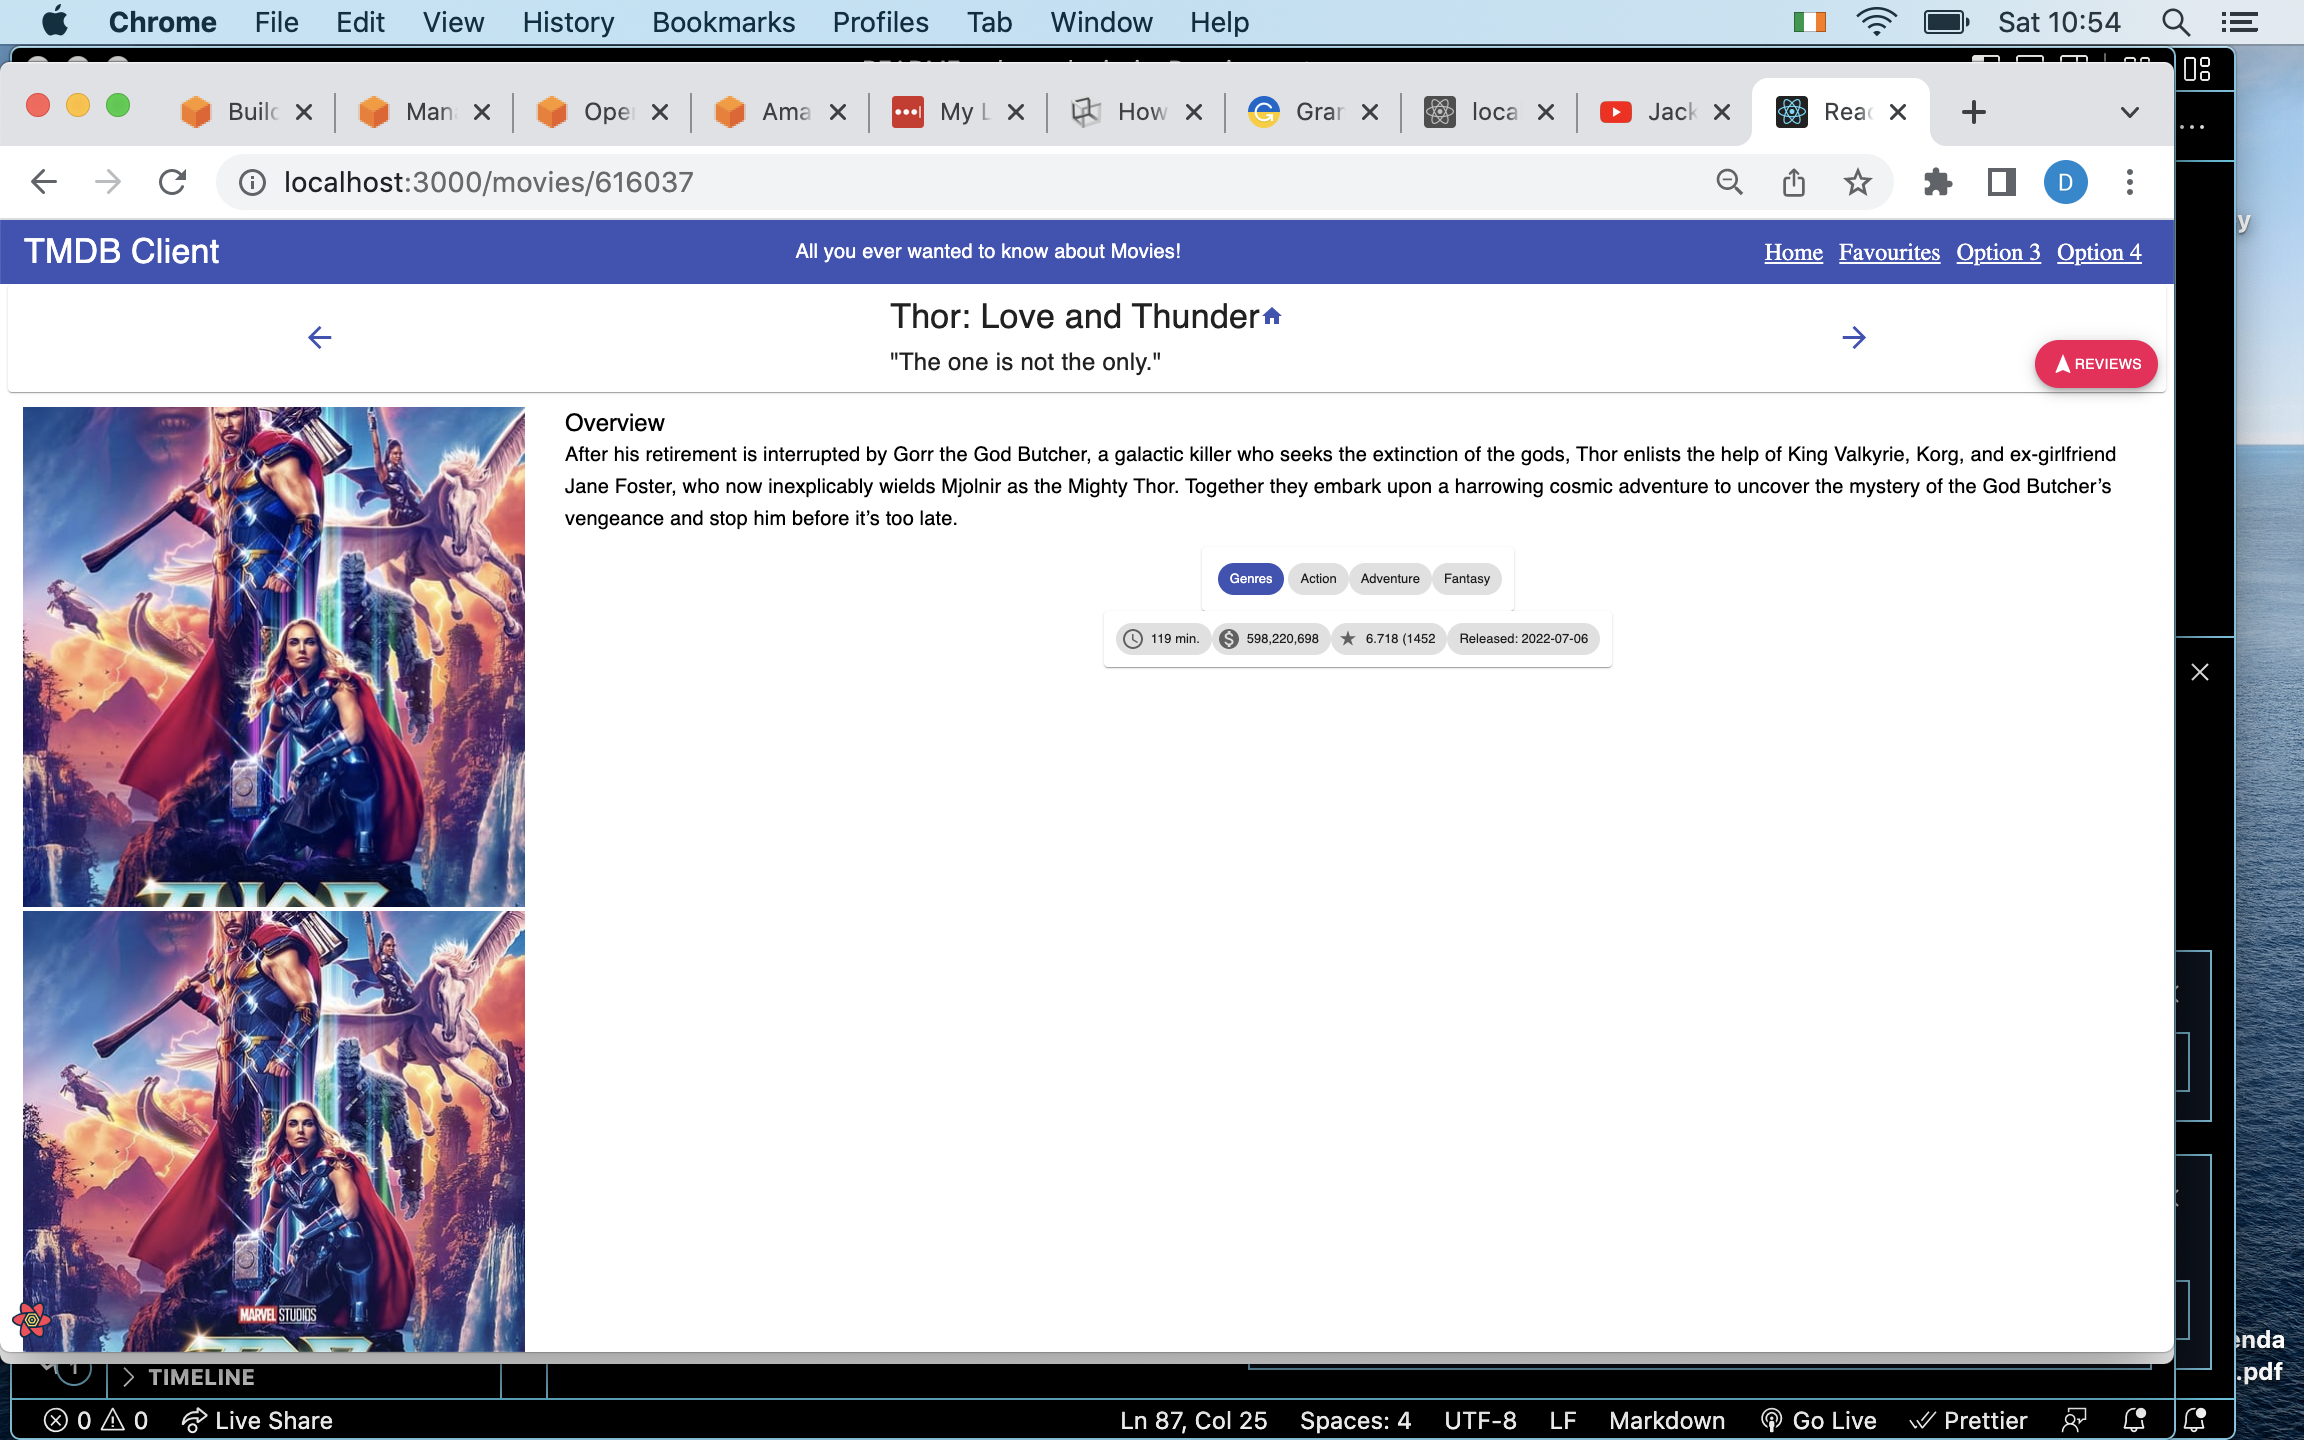 Chrome File Edit View History Bookmarks Profiles Tab Window Help Sat 10:54
Buil Man Ope Ama My L How Gran loca Jack Reac
localhost:3000/movies/616037
D
TMDB Client All you ever wanted to know about Movies! Home Favourites Option 3 Option 4
Thor: Love and Thunder
"The one is not the only."
REVIEWS
Overview
After his retirement is interrupted by Gorr the God Butcher, a galactic killer who seeks the extinction of the gods, Thor enlists the help of King Valkyrie, Korg, and ex-girlfriend
Jane Foster, who now inexplicably wields Mjolnir as the Mighty Thor. Together they embark upon a harrowing cosmic adventure to uncover the mystery of the God Butcher’s
vengeance and stop him before it’s too late.
Genres Action Adventure Fantasy
119 min. 598,220,698 6.718 (1452 Released: 2022-07-06
MARVEL STUDIOS
enda
.pdf
TIMELINE
0 0 Live Share Ln 87, Col 25 Spaces: 4 UTF-8 LF Markdown Go Live Prettier